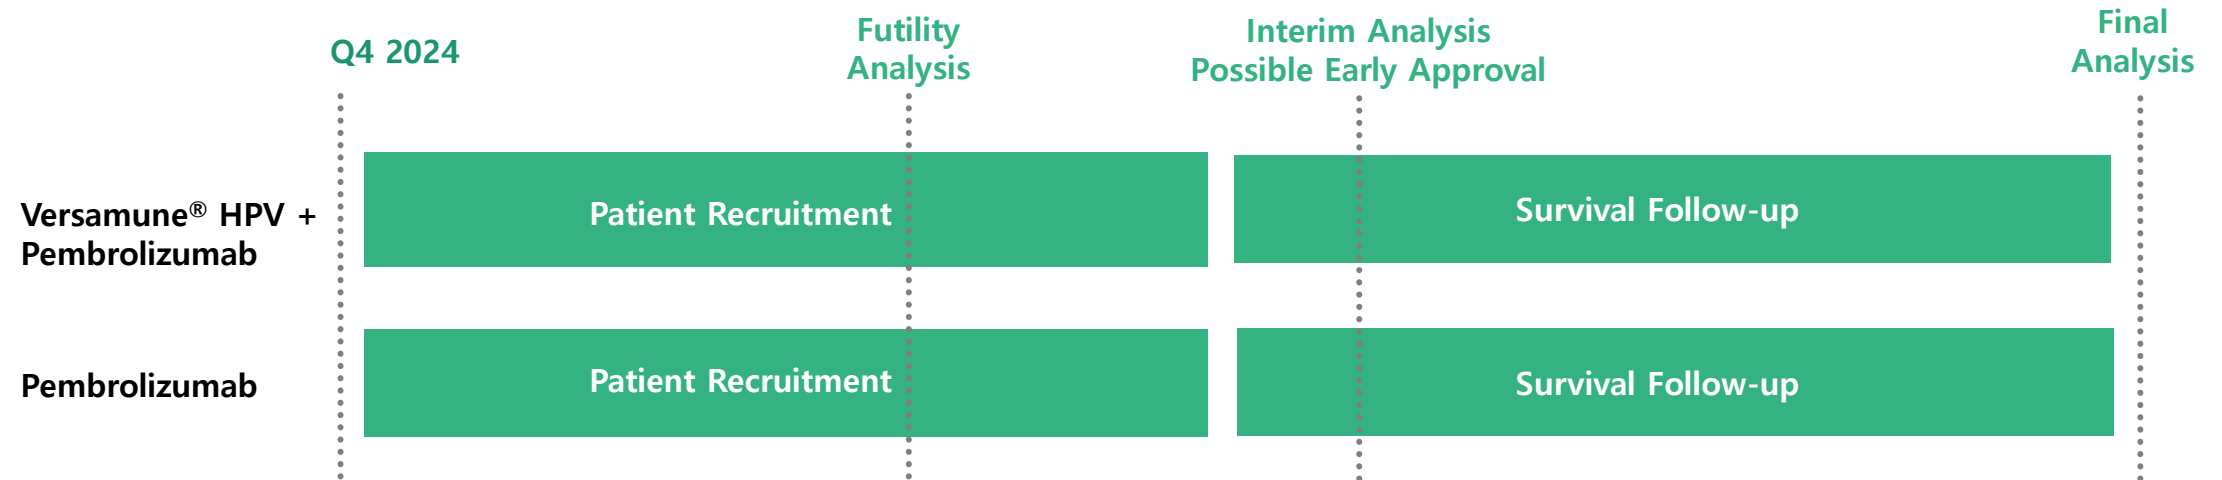 Q4 2024
Futility
Analysis
Interim Analysis
Possible Early Approval
Final
Analysis
Versamune® HPV +
Pembrolizumab
Patient Recruitment
Survival Follow-up
Pembrolizumab
Patient Recruitment
Survival Follow-up